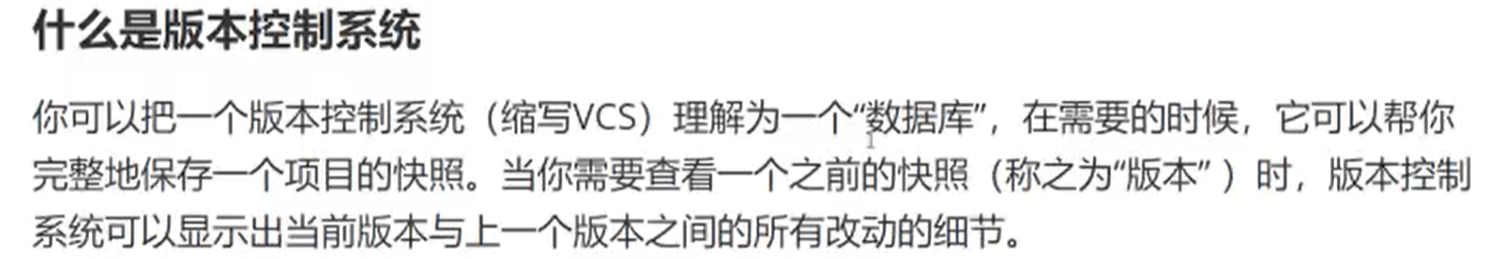 什么是版本控制系统
你可以把一个版本控制系统（缩写VCS）理解为一个“数据库”，在需要的时候，它可以帮你
完整地保存一个项目的快照。当你需要查看一个之前的快照（称之为“版本” ）时，版本控制
系统可以显示出当前版本与上一个版本之间的所有改动的细节。